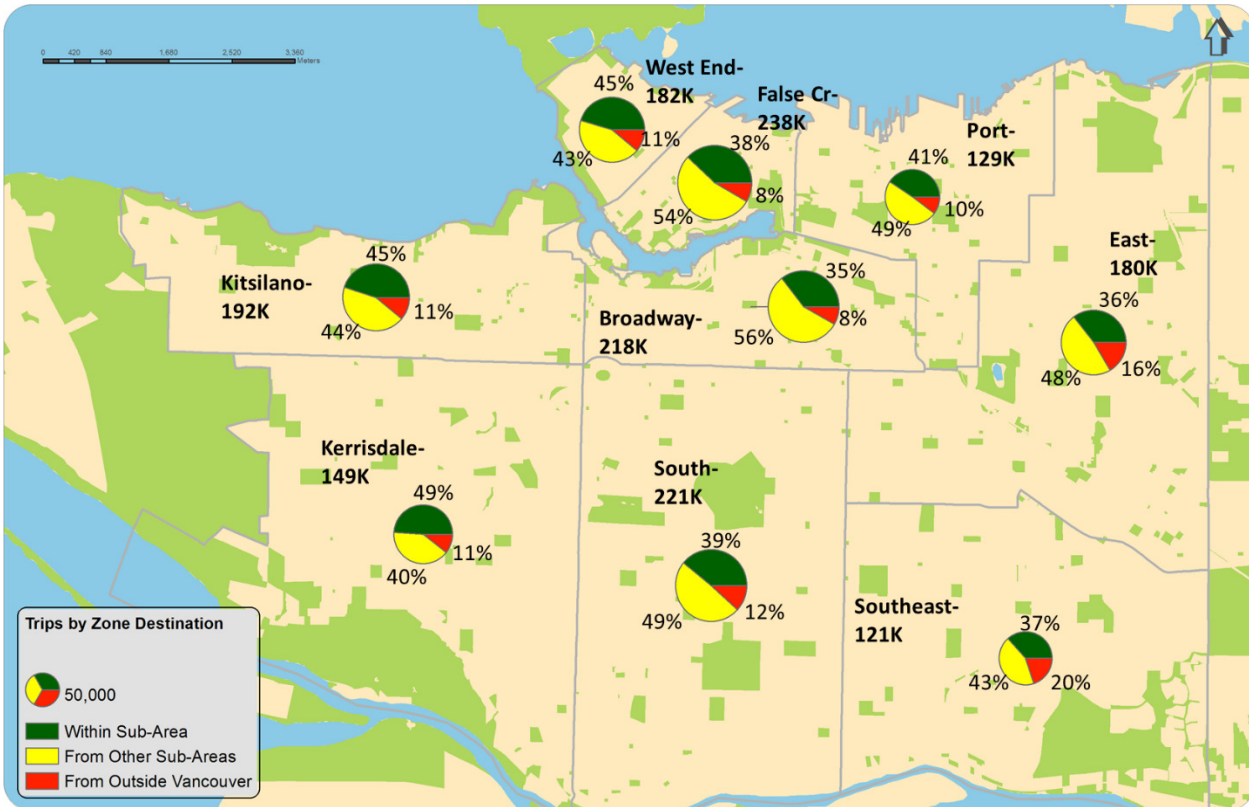 0 420 840 1,680 2,520 3,360
Meters
West End-
182K
45%
11%
43%
False Cr-
238K
38%
8%
54%
Port-
129K
41%
10%
49%
East-
180K
36%
16%
48%
Kitsilano-
192K
45%
11%
44%
Broadway-
218K
35%
8%
56%
Kerrisdale-
149K
49%
11%
40%
South-
221K
39%
12%
49%
Southeast-
121K
37%
20%
43%
Trips by Zone Destination
50,000
Within Sub-Area
From Other Sub-Areas
From Outside Vancouver